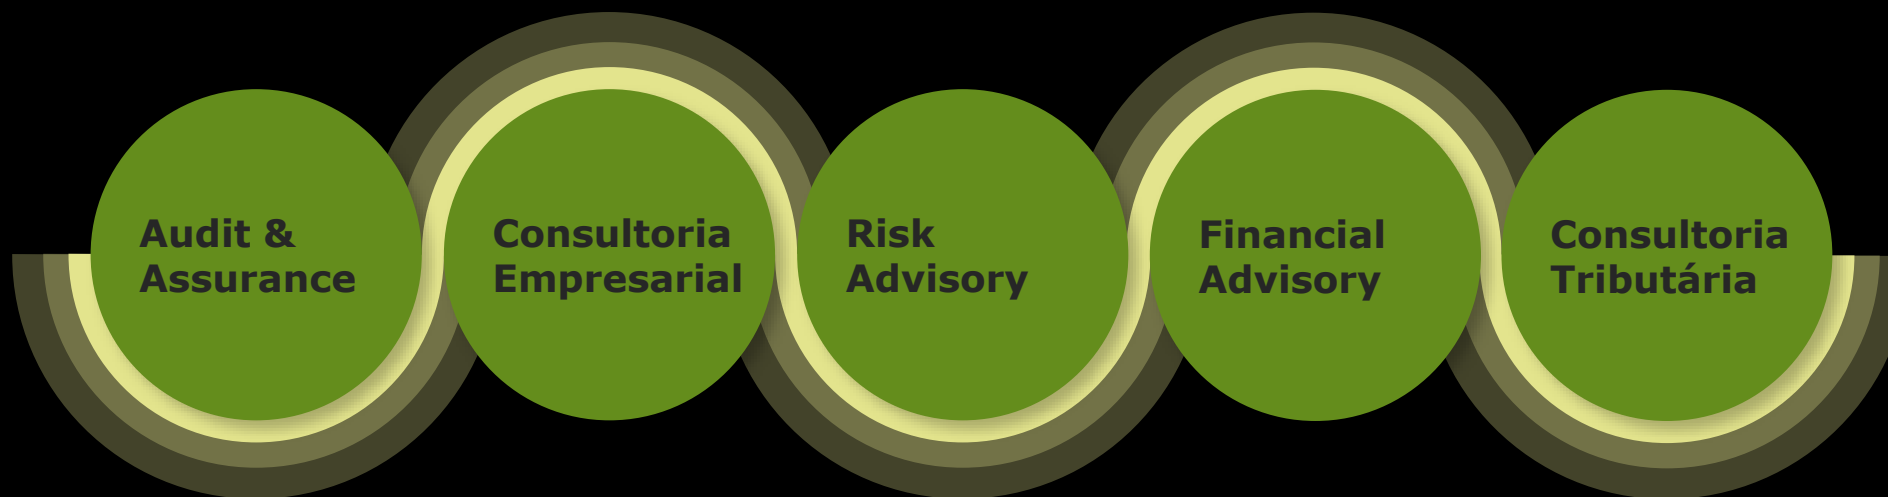 Audit &
Assurance
Consultoria
Empresarial
Risk
Advisory
Financial
Advisory
Consultoria
Tributária